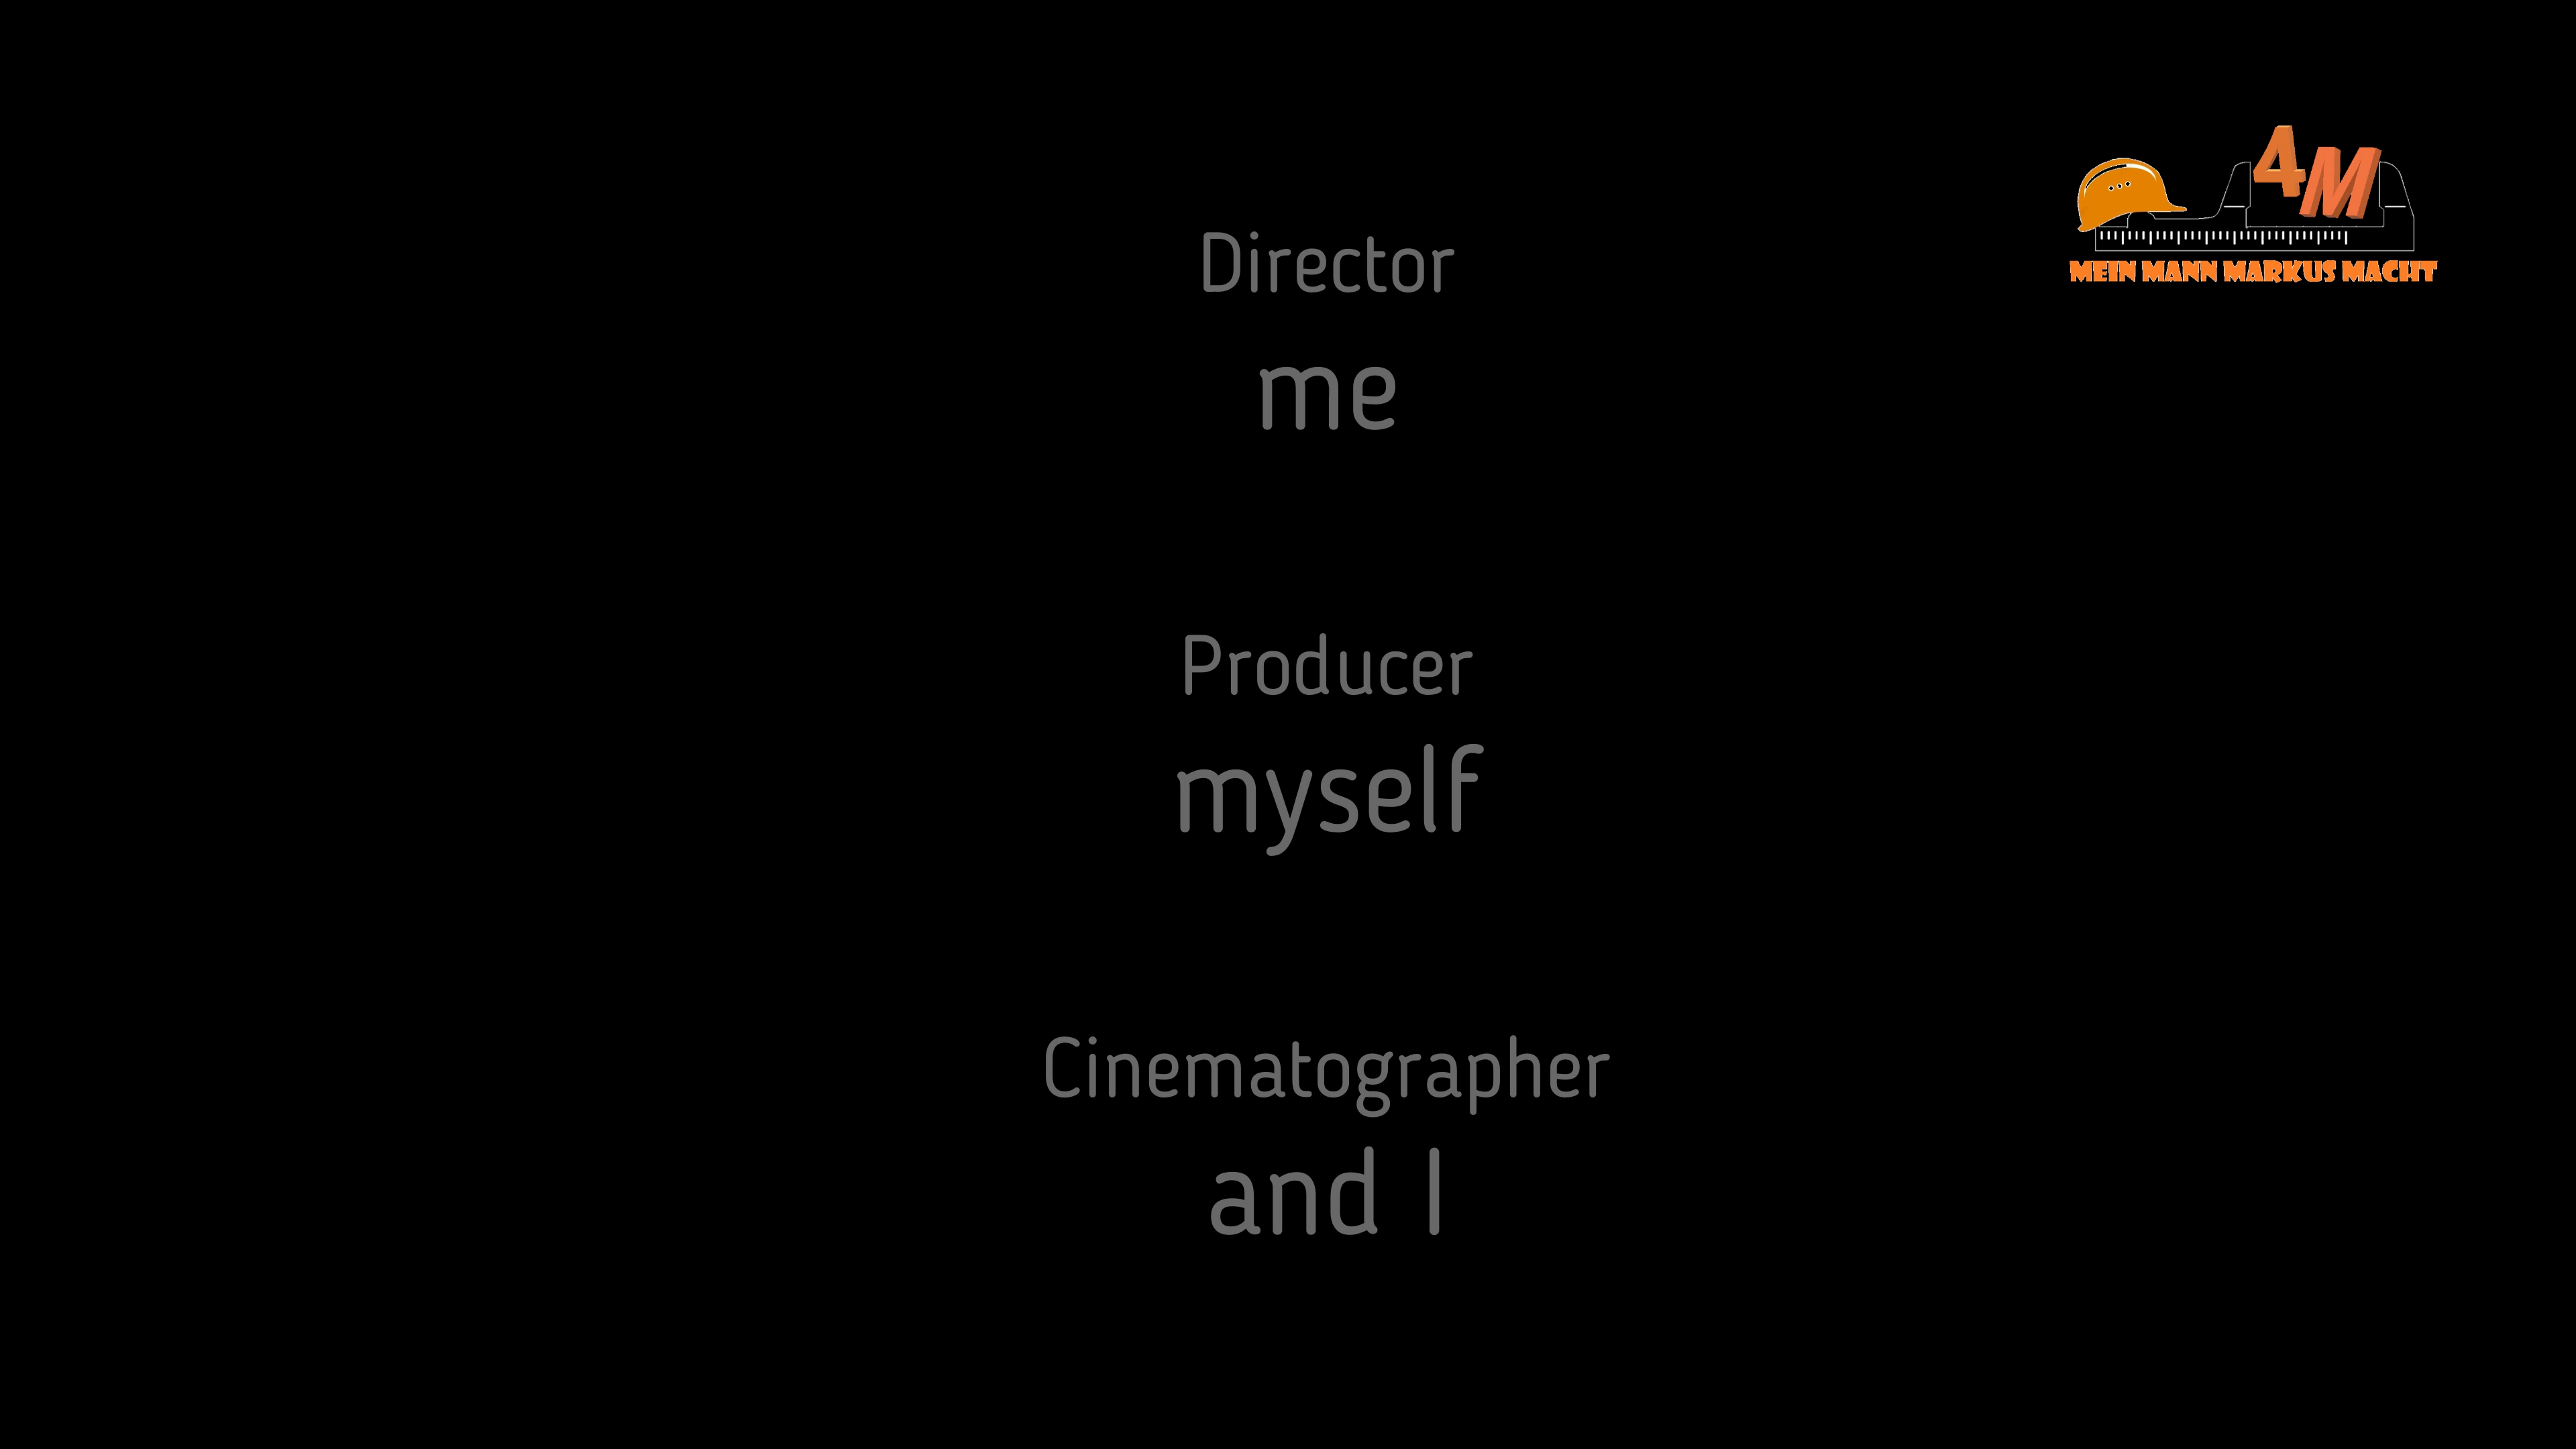 4M
MEIN MANN MARKUS MACHT
Director
me
Producer
myself
Cinematographer
and I